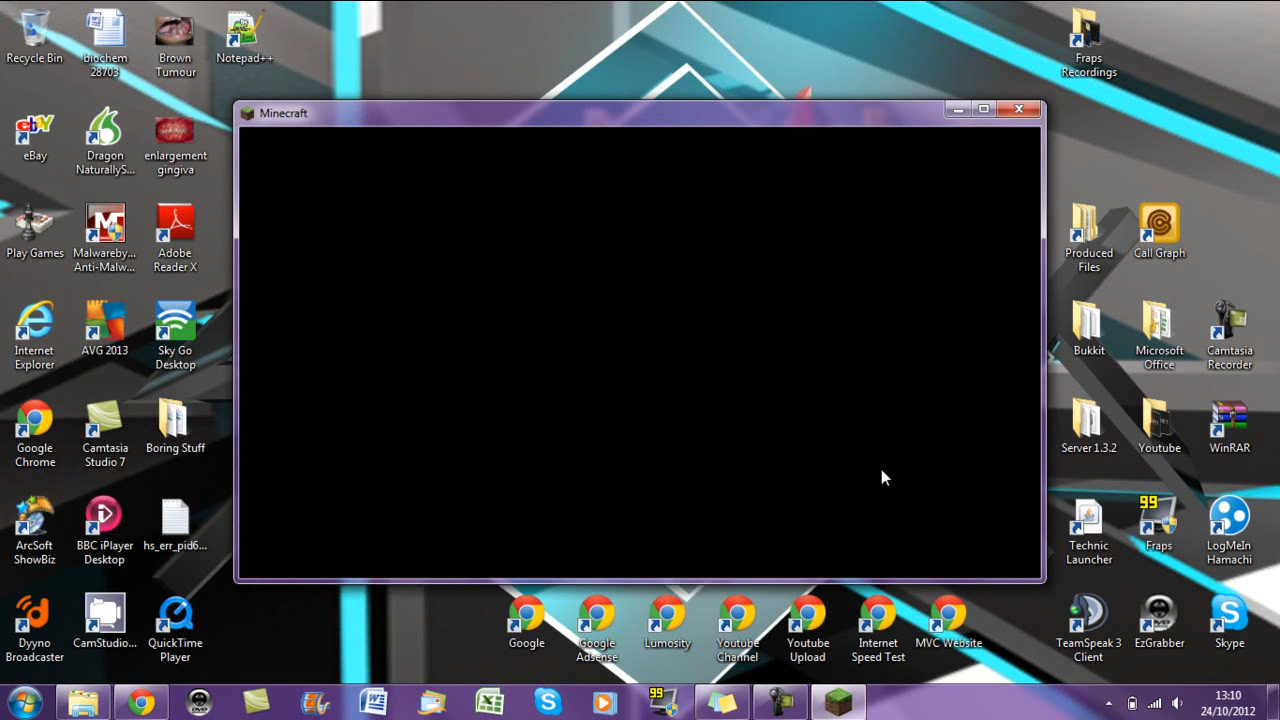 Recycle Bin
biochem
28703
Brown
Tumour
Notepad++
Fraps
Recordings
Minecraft
eBay
Dragon
NaturallyS...
enlargement
gingiva
Play Games
Malwareby...
Anti-Malw...
Adobe
Reader X
Produced
Files
Call Graph
Internet
Explorer
AVG 2013
Sky Go
Desktop
Bukkit
Microsoft
Office
Camtasia
Recorder
Google
Chrome
Camtasia
Studio 7
Boring Stuff
Server 1.3.2
Youtube
WinRAR
ArcSoft
ShowBiz
BBC iPlayer
Desktop
hs_err_pid6...
Technic
Launcher
99
Fraps
LogMeIn
Hamachi
Dyyno
Broadcaster
CamStudio...
QuickTime
Player
Google
Google
Adsense
Lumosity
Youtube
Channel
Youtube
Upload
Internet
Speed Test
MVC Website
TeamSpeak 3
Client
EzGrabber
Skype
99
13:10
24/10/2012